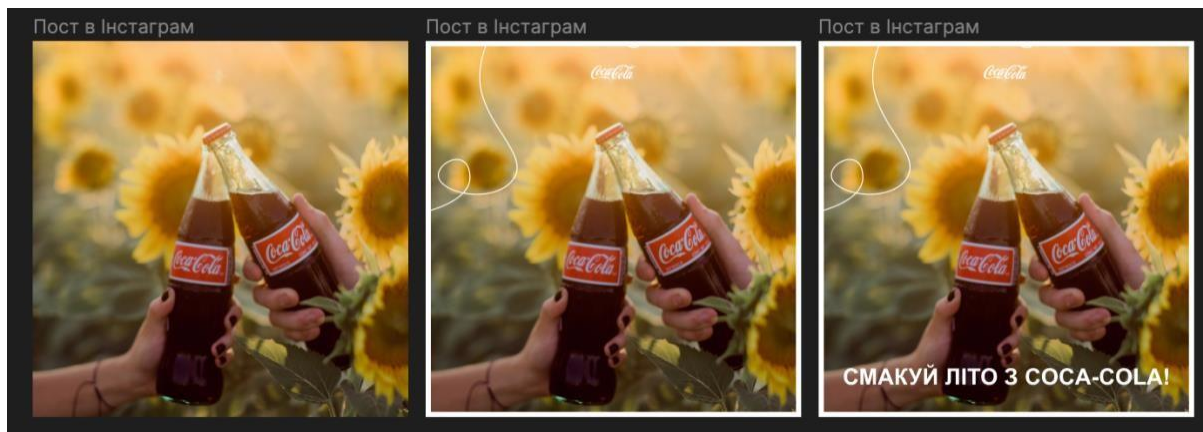 Пост в Інстаграм
Пост в Інстаграм
Пост в Інстаграм
Coca-Cola
Coca-Cola
Coca-Cola
Coca-Cola
Coca-Cola
Coca-Cola
Coca-Cola
Coca-Cola
СМАКУЙ ЛІТО З COCA-COLA!